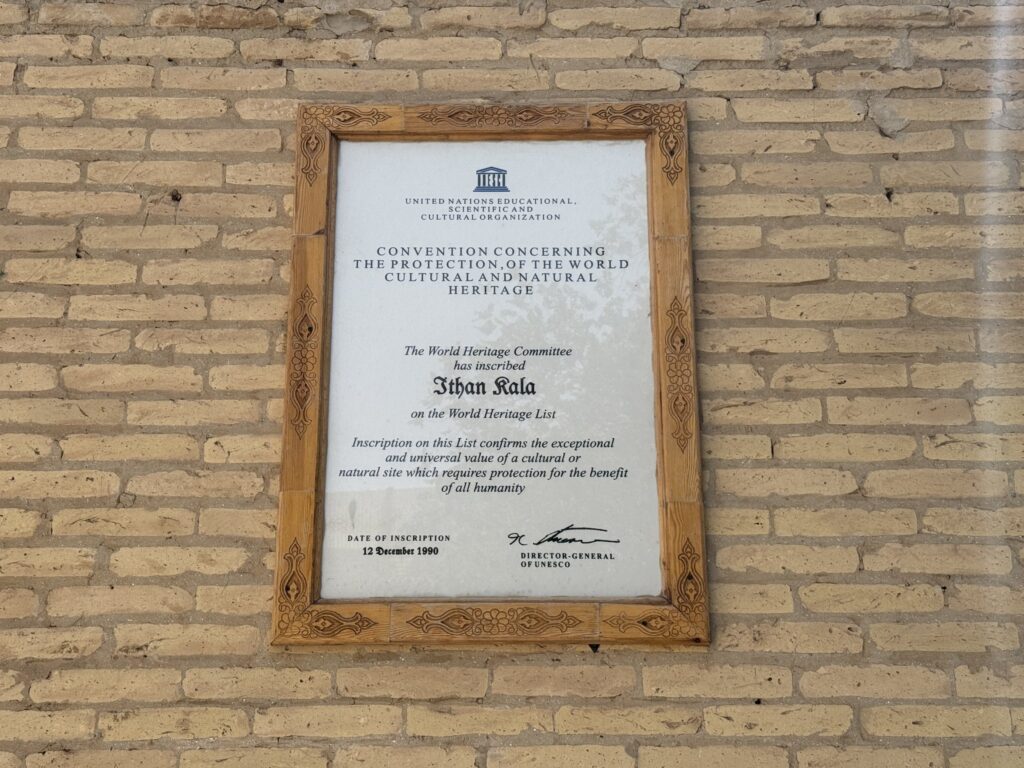 UNITED NATIONS EDUCATIONAL,
SCIENTIFIC AND
CULTURAL ORGANIZATION
CONVENTION CONCERNING
THE PROTECTION, OF THE WORLD
CULTURAL AND NATURAL
HERITAGE
The World Heritage Committee
has inscribed
Ithan Kala
on the World Heritage List
Inscription on this List confirms the exceptional
and universal value of a cultural or
natural site which requires protection for the benefit
of all humanity
DATE OF INSCRIPTION
12 December 1990
DIRECTOR-GENERAL
OF UNESCO